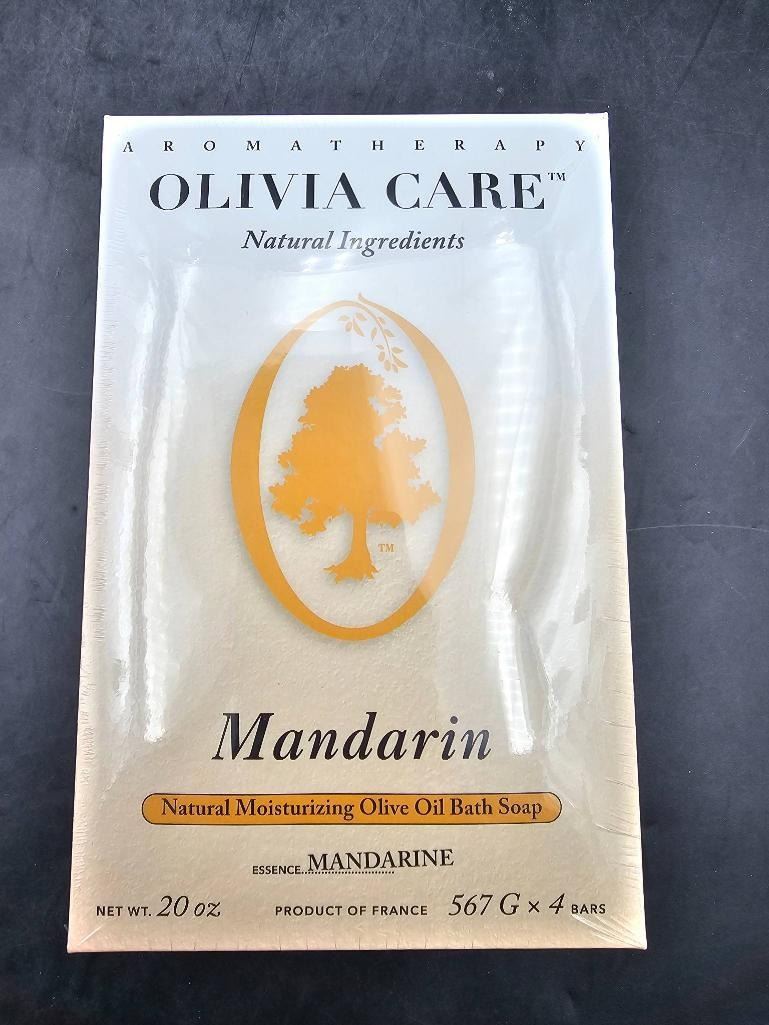 AROMATHERAPY
OLIVIA CARE™
Natural Ingredients
TM
Mandarin
Natural Moisturizing Olive Oil Bath Soap
ESSENCE..MANDARINE
NET WT. 20 oz PRODUCT OF FRANCE 567 G × 4 BARS